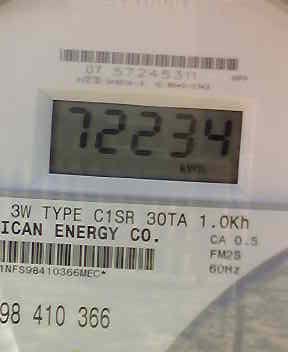 07 57245311
72234
kWh
3W TYPE C1SR 30TA 1.0Kh
ICAN ENERGY CO.
CA 0.5
FM2S
60Hz
1NFS98410366MEC*
98 410 366